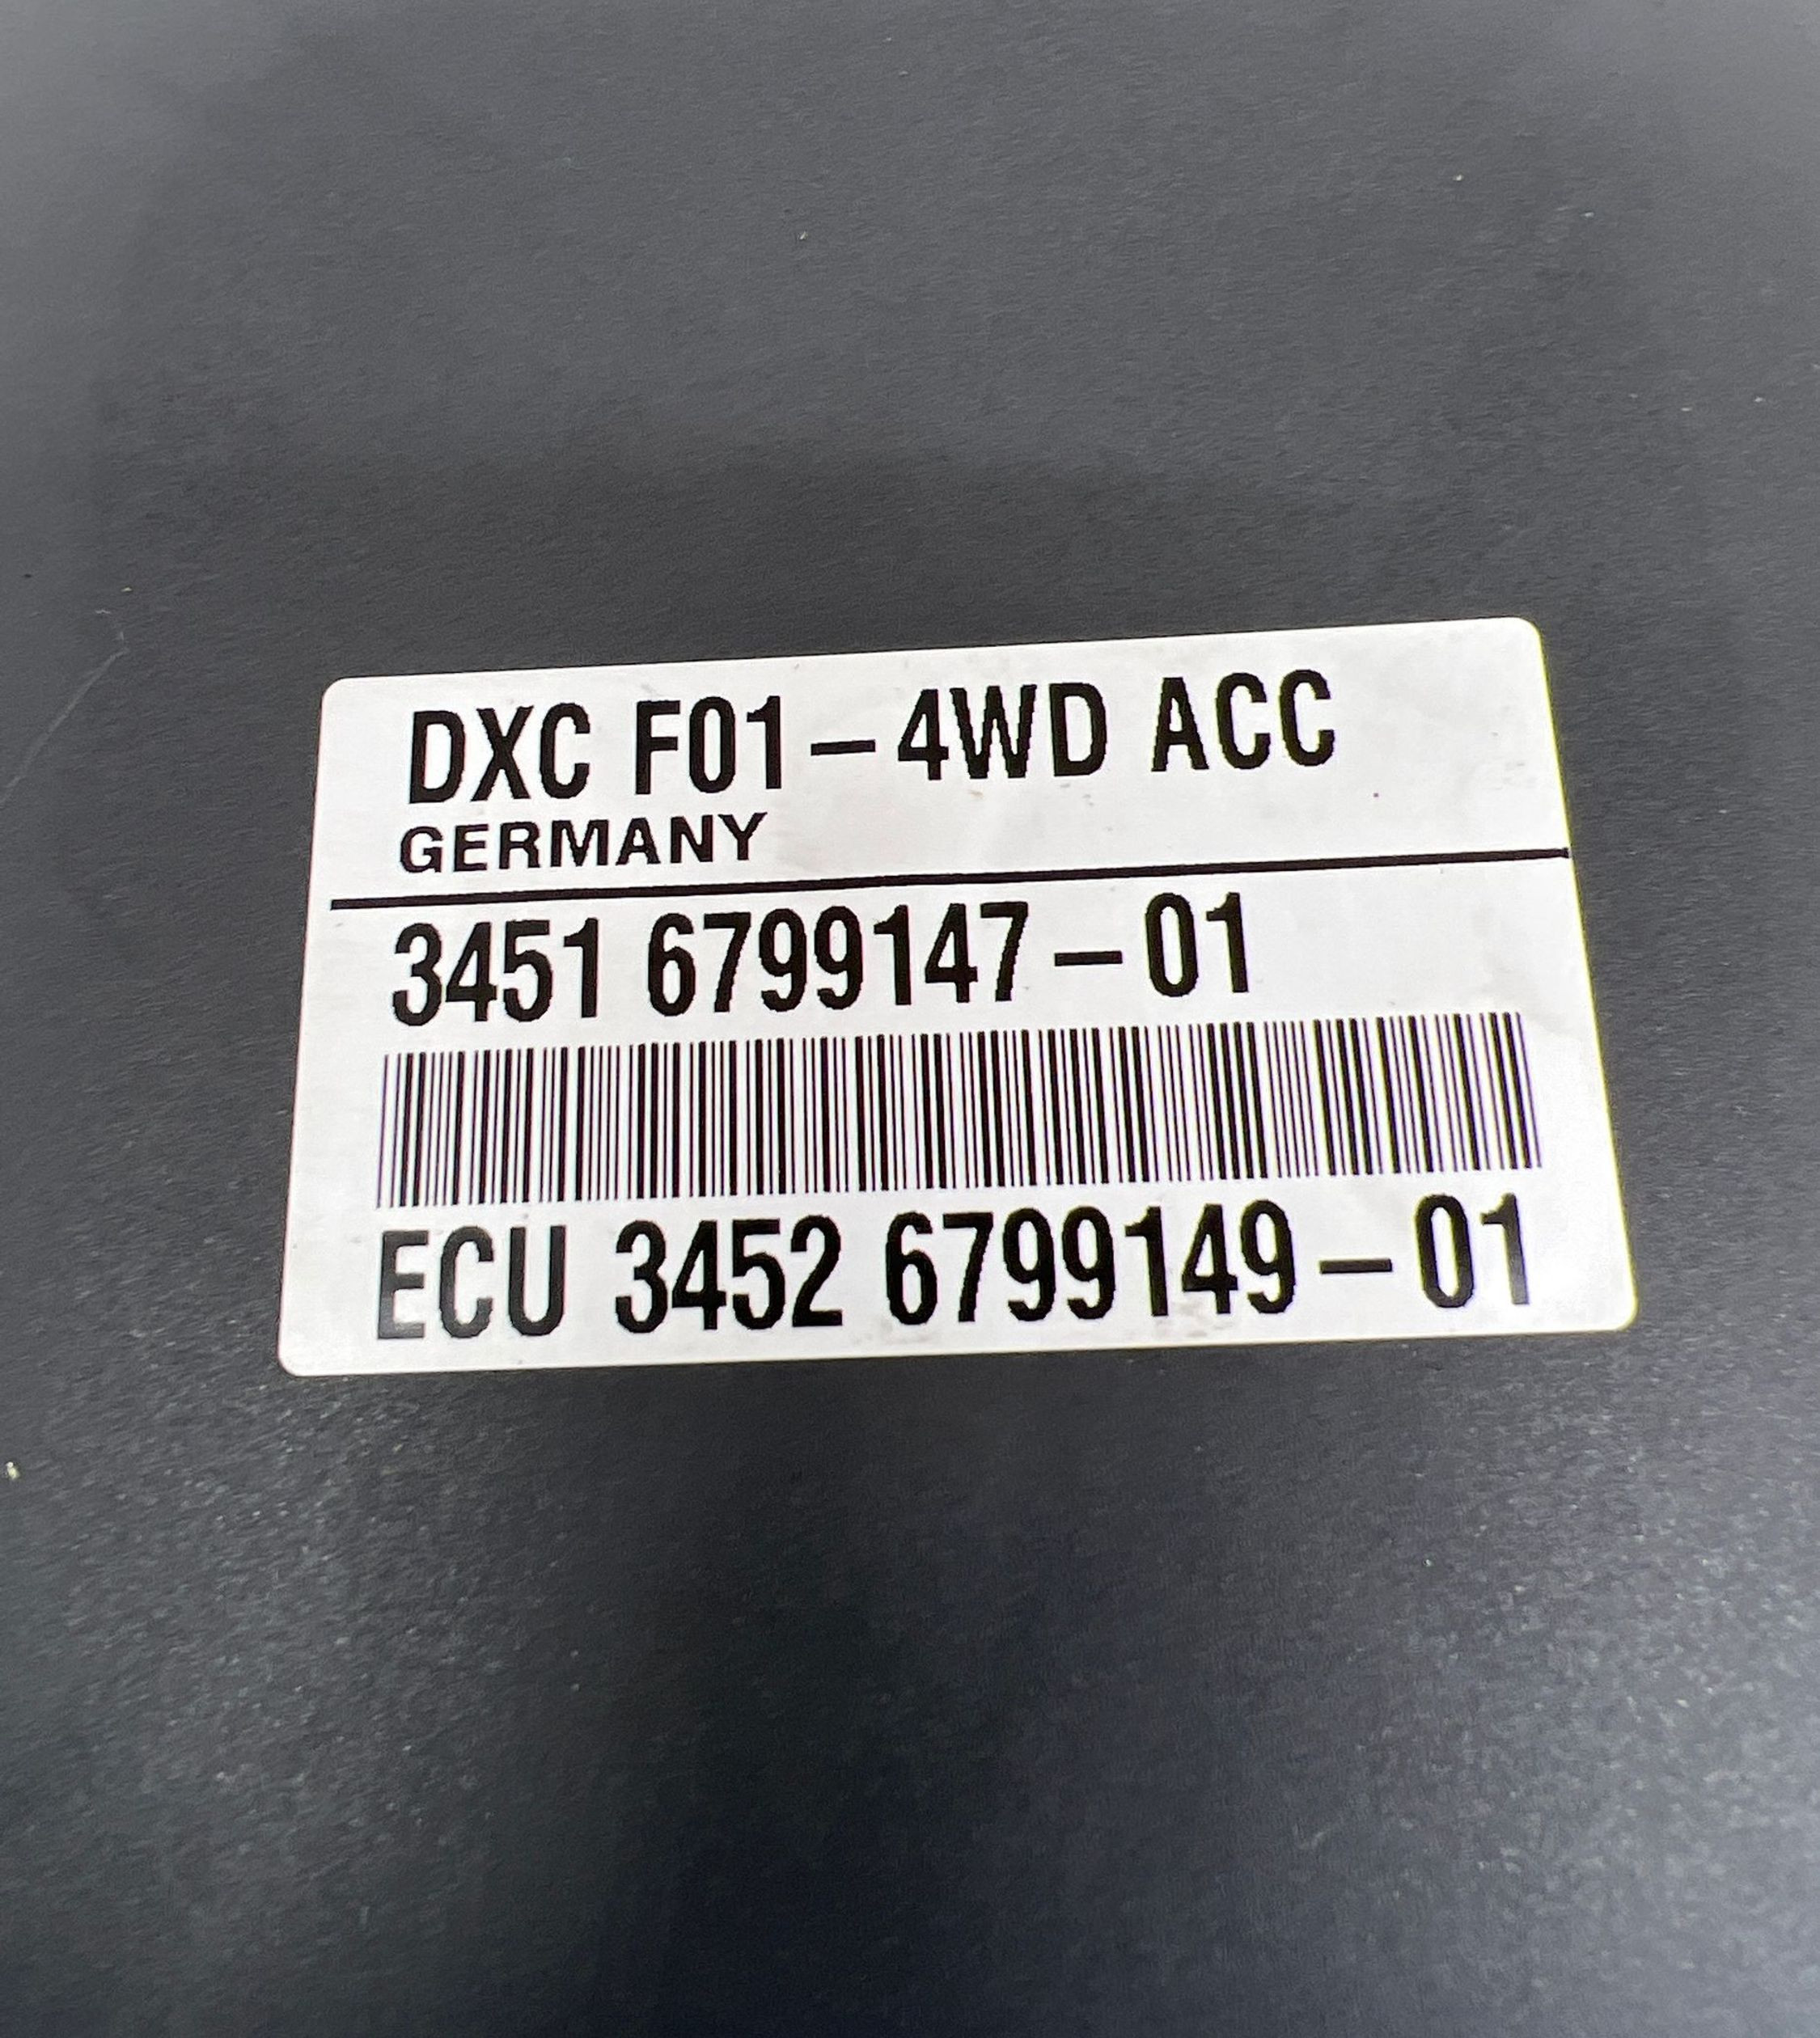 DXC F01-4WD ACC
GERMANY
3451 6799147-01
ECU 3452 6799149-01